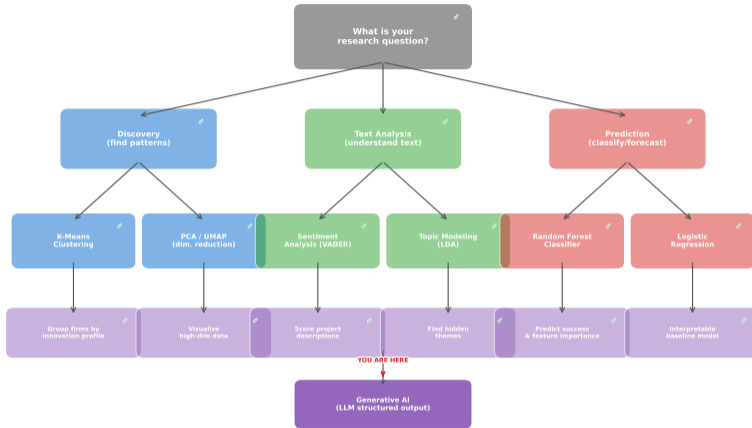 What is your
research question?
Discovery
(find patterns)
Text Analysis
(understand text)
Prediction
(classify/forecast)
K-Means
Clustering
PCA / UMAP
(dim. reduction)
Sentiment
Analysis (VADER)
Topic Modeling
(LDA)
Random Forest
Classifier
Logistic
Regression
Group firms by
innovation profile
Visualize
high-dim data
Score project
descriptions
Find hidden
themes
Predict success
& feature importance
Interpretable
baseline model
YOU ARE HERE
Generative AI
(LLM structured output)